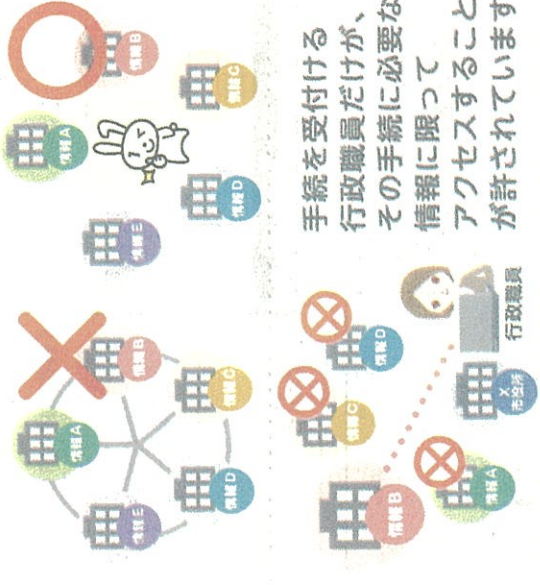 情報A
情報B
情報C
情報D
情報E
情報A
情報B
情報C
情報D
情報E
情報B
情報C
情報D
情報A
X
市役所
行政職員
手続を受付ける
行政職員だけが、
その手続に必要な
情報に限って
アクセスすること
が許されています